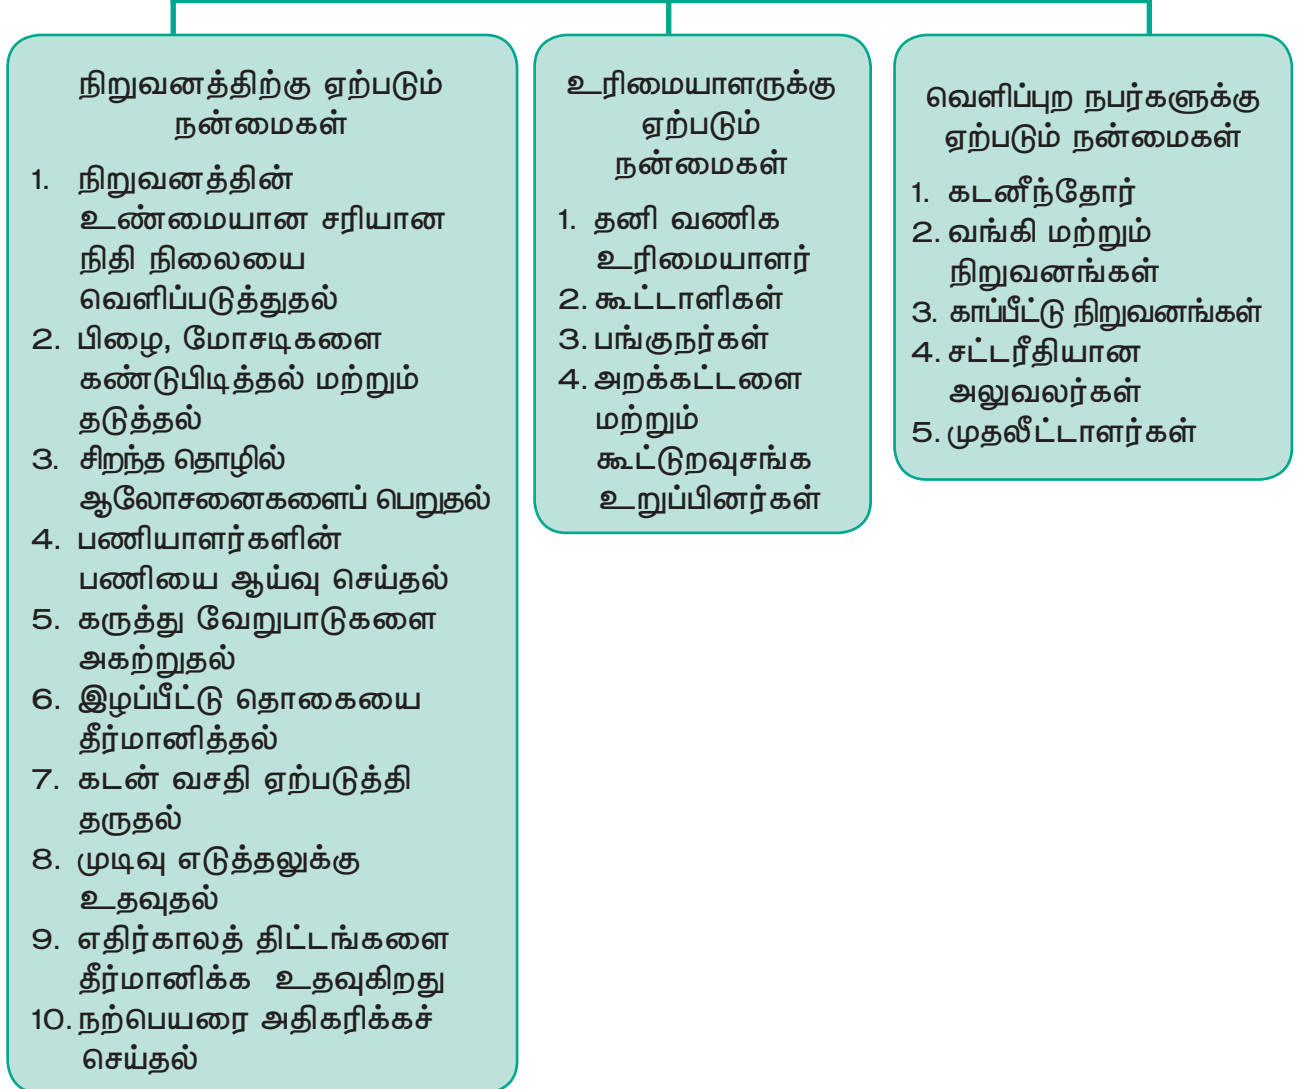 நிறுவனத்திற்கு ஏற்படும்
நன்மைகள்
1. நிறுவனத்தின்
உண்மையான சரியான
நிதி நிலையை
வெளிப்படுத்துதல்
2. பிழை, மோசடிகளை
கண்டுபிடித்தல் மற்றும்
தடுத்தல்
3. சிறந்த தொழில்
ஆலோசனைகளைப் பெறுதல்
4. பணியாளர்களின்
பணியை ஆய்வு செய்தல்
5. கருத்து வேறுபாடுகளை
அகற்றுதல்
6. இழப்பீட்டு தொகையை
தீர்மானித்தல்
7. கடன் வசதி ஏற்படுத்தி
தருதல்
8. முடிவு எடுத்தலுக்கு
உதவுதல்
9. எதிர்காலத் திட்டங்களை
தீர்மானிக்க உதவுகிறது
10. நற்பெயரை அதிகரிக்கச்
செய்தல்
உரிமையாளருக்கு
ஏற்படும்
நன்மைகள்
1. தனி வணிக
உரிமையாளர்
2. கூட்டாளிகள்
3. பங்குநர்கள்
4. அறக்கட்டளை
மற்றும்
கூட்டுறவுசங்க
உறுப்பினர்கள்
வெளிப்புற நபர்களுக்கு
ஏற்படும் நன்மைகள்
1. கடனீந்தோர்
2. வங்கி மற்றும்
நிறுவனங்கள்
3. காப்பீட்டு நிறுவனங்கள்
4. சட்டரீதியான
அலுவலர்கள்
5. முதலீட்டாளர்கள்